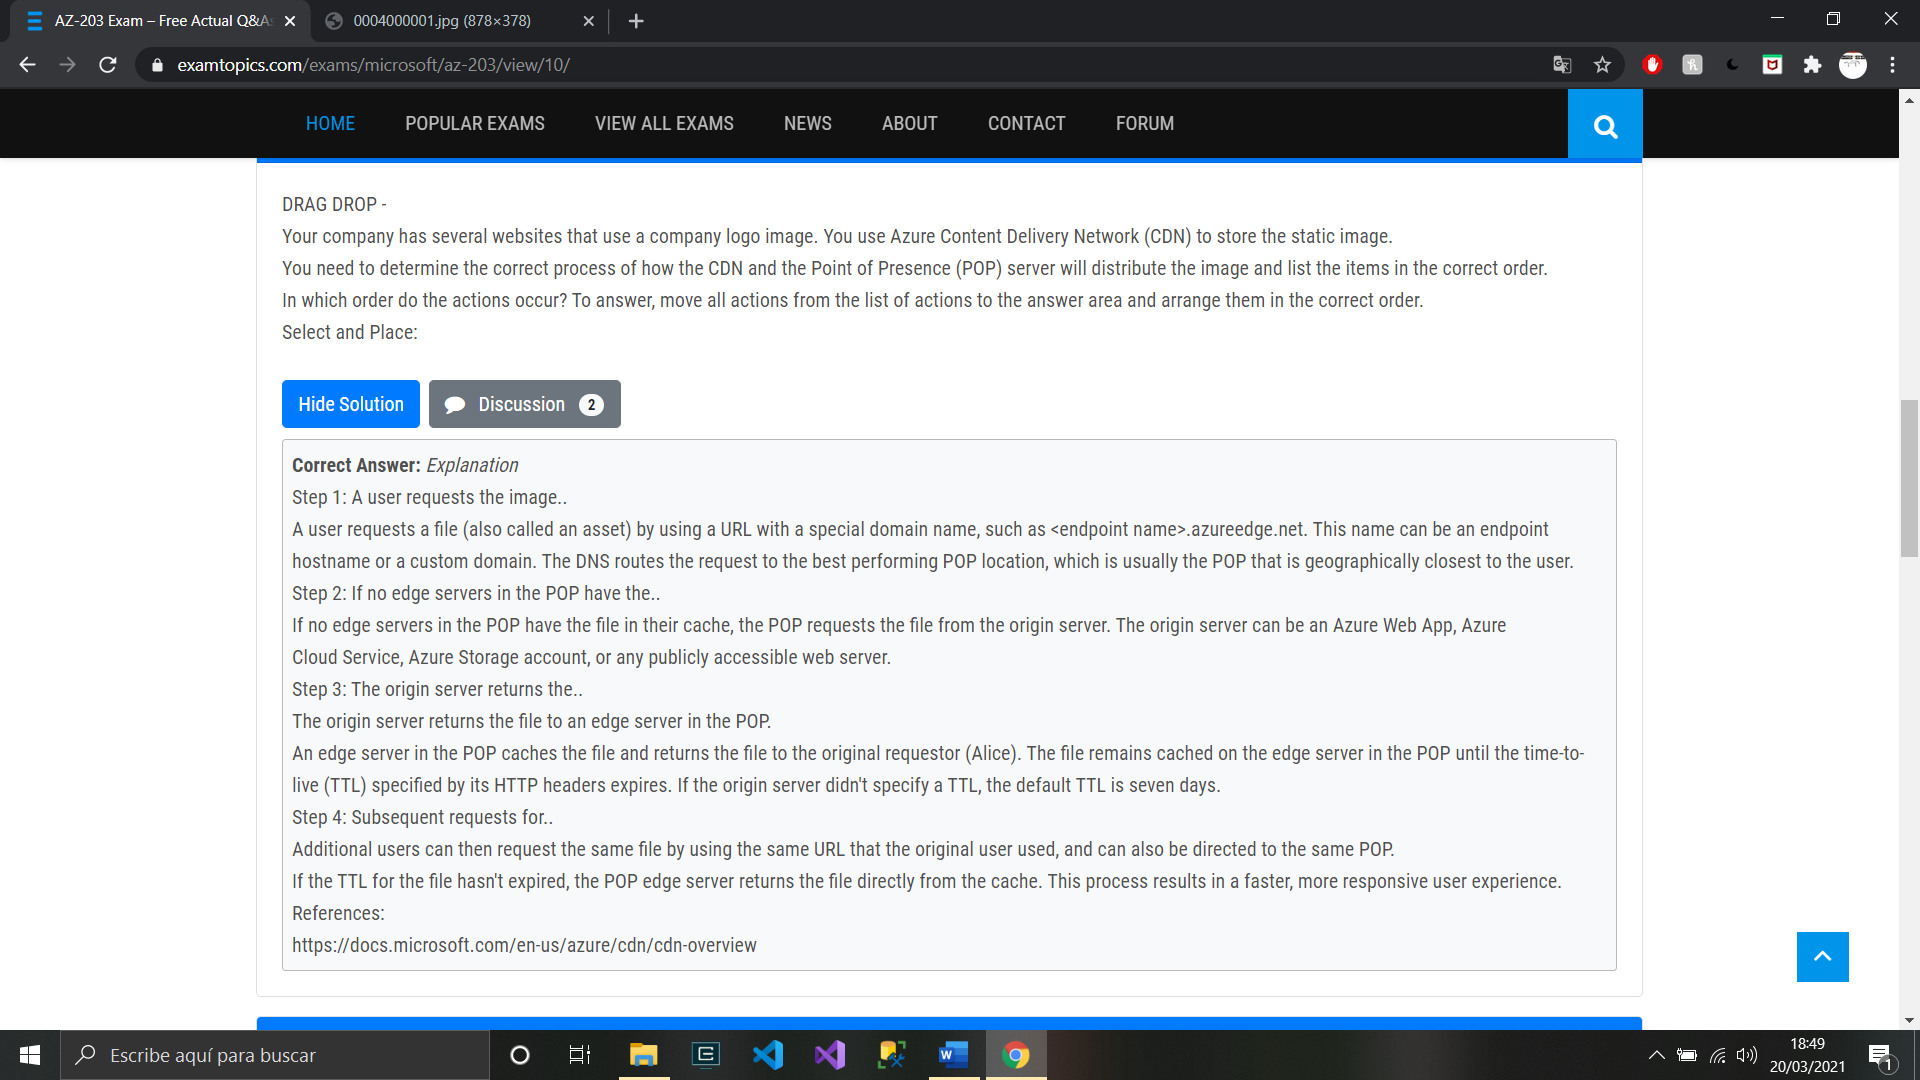 AZ-203 Exam – Free Actual Q&As
0004000001.jpg (878×378)
examtopics.com/exams/microsoft/az-203/view/10/
HOME POPULAR EXAMS VIEW ALL EXAMS NEWS ABOUT CONTACT FORUM
DRAG DROP -
Your company has several websites that use a company logo image. You use Azure Content Delivery Network (CDN) to store the static image.
You need to determine the correct process of how the CDN and the Point of Presence (POP) server will distribute the image and list the items in the correct order.
In which order do the actions occur? To answer, move all actions from the list of actions to the answer area and arrange them in the correct order.
Select and Place:
Hide Solution Discussion 2
Correct Answer: Explanation
Step 1: A user requests the image..
A user requests a file (also called an asset) by using a URL with a special domain name, such as <endpoint name>.azureedge.net. This name can be an endpoint
hostname or a custom domain. The DNS routes the request to the best performing POP location, which is usually the POP that is geographically closest to the user.
Step 2: If no edge servers in the POP have the..
If no edge servers in the POP have the file in their cache, the POP requests the file from the origin server. The origin server can be an Azure Web App, Azure
Cloud Service, Azure Storage account, or any publicly accessible web server.
Step 3: The origin server returns the..
The origin server returns the file to an edge server in the POP.
An edge server in the POP caches the file and returns the file to the original requestor (Alice). The file remains cached on the edge server in the POP until the time-to-
live (TTL) specified by its HTTP headers expires. If the origin server didn't specify a TTL, the default TTL is seven days.
Step 4: Subsequent requests for..
Additional users can then request the same file by using the same URL that the original user used, and can also be directed to the same POP.
If the TTL for the file hasn't expired, the POP edge server returns the file directly from the cache. This process results in a faster, more responsive user experience.
References:
https://docs.microsoft.com/en-us/azure/cdn/cdn-overview
Escribe aquí para buscar
18:49
20/03/2021
1